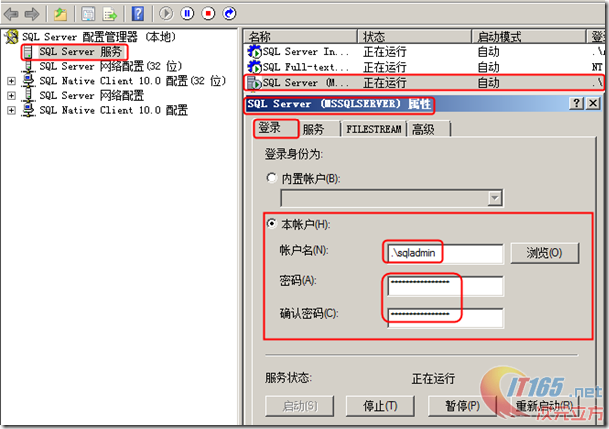 SQL Server 配置管理器 (本地)
SQL Server 服务
SQL Server 网络配置(32 位)
SQL Native Client 10.0 配置(32 位)
SQL Server 网络配置
SQL Native Client 10.0 配置
名称 状态 启动模式 登
SQL Server In... 正在运行 自动 .\
SQL Full-text... 正在运行 自动 NT
SQL Server (M... 正在运行 自动 .\
SQL Server (MSSQLSERVER) 属性
登录 服务 FILESTREAM 高级
登录身份为:
内置帐户(B):
本帐户(H):
帐户名(N): .\sqladmin 浏览(O)
密码(A): ***************
确认密码(C): ***************
服务状态: 正在运行
启动(S) 停止(T) 暂停(P) 重新启动(R)
IT165.net